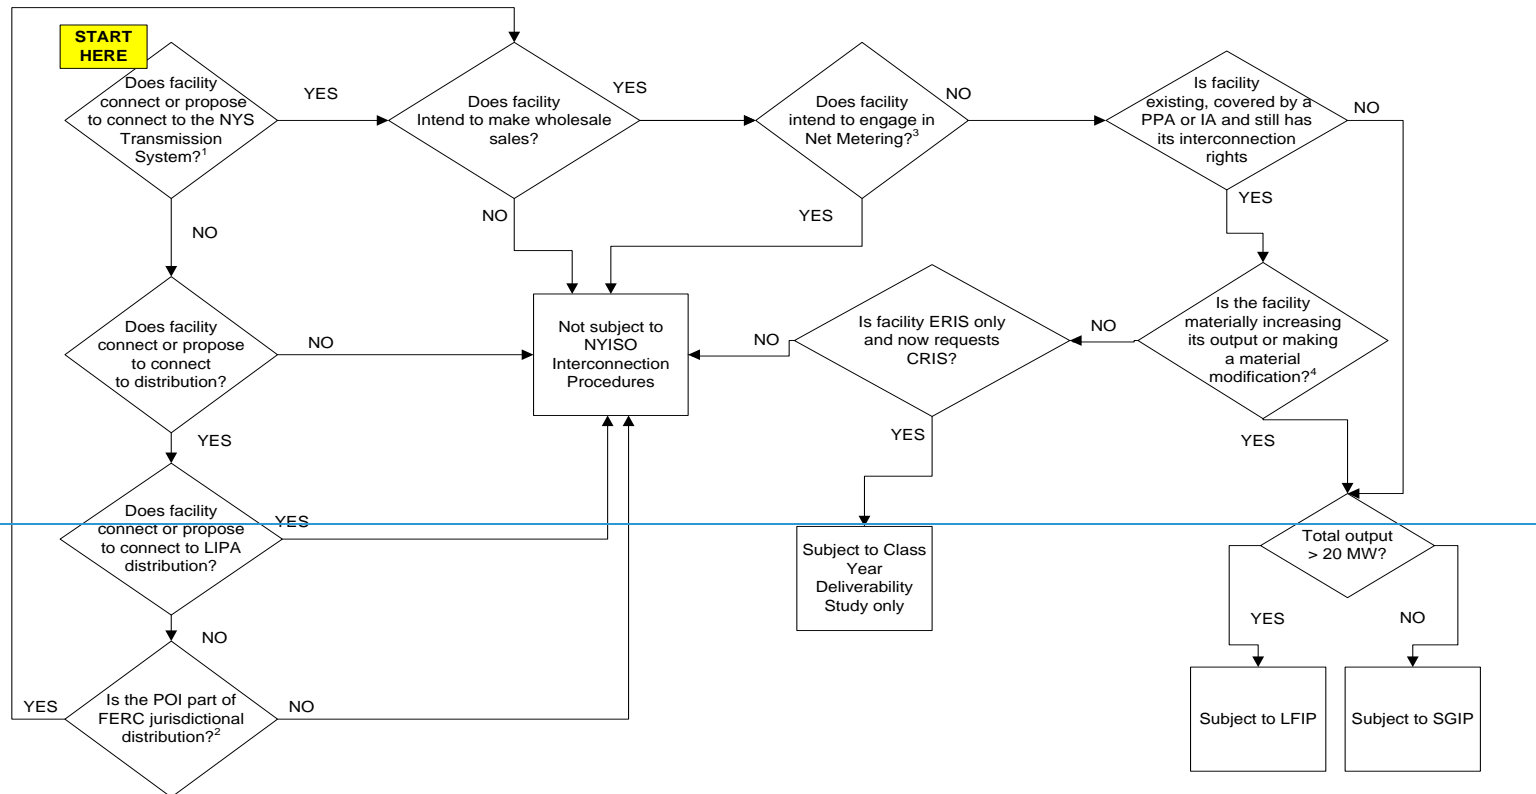 START
HERE
Does facility
connect or propose
to connect to the NYS
Transmission
System?¹
YES
Does facility
Intend to make wholesale
sales?
YES
Does facility
intend to engage in
Net Metering?³
NO
Is facility
existing, covered by a
PPA or IA and still has
its interconnection
rights
NO
NO
NO
YES
YES
Does facility
connect or propose
to connect
to distribution?
NO
Not subject to
NYISO
Interconnection
Procedures
NO
Is facility ERIS only
and now requests
CRIS?
NO
Is the facility
materially increasing
its output or making
a material
modification?⁴
YES
YES
YES
Does facility
connect or propose
to connect to LIPA
distribution?
YES
Subject to Class
Year
Deliverability
Study only
Total output
> 20 MW?
NO
YES
NO
YES
Is the POI part of
FERC jurisdictional
distribution?²
NO
Subject to LFIP
Subject to SGIP